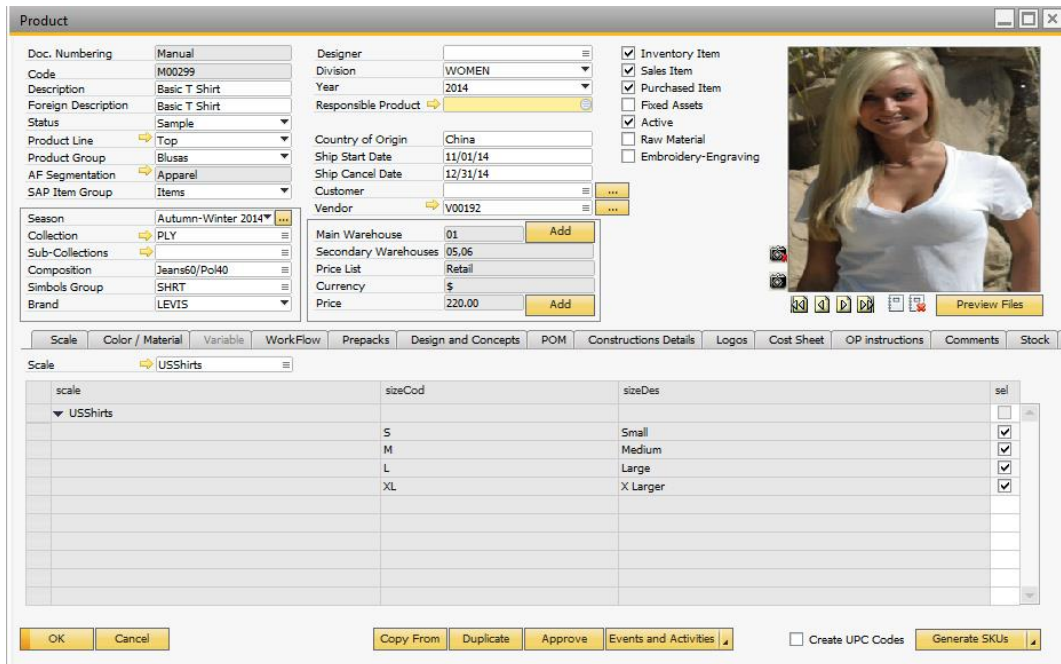 Product
Doc. Numbering Manual
Code M00299
Description Basic T Shirt
Foreign Description Basic T Shirt
Status Sample
Product Line Top
Product Group Blusas
AF Segmentation Apparel
SAP Item Group Items
Season Autumn-Winter 2014 ...
Collection PLY
Sub-Collections
Composition Jeans60/Pol40
Simbols Group SHRT
Brand LEVIS
Designer
Division WOMEN
Year 2014
Responsible Product
Country of Origin China
Ship Start Date 11/01/14
Ship Cancel Date 12/31/14
Customer ...
Vendor V00192 ...
Main Warehouse 01 Add
Secondary Warehouses 05,06
Price List Retail
Currency $
Price 220.00 Add
Inventory Item
Sales Item
Purchased Item
Fixed Assets
Active
Raw Material
Embroidery-Engraving
Preview Files
Scale Color / Material Variable WorkFlow Prepacks Design and Concepts POM Constructions Details Logos Cost Sheet OP instructions Comments Stock
Scale USShirts
scale sizeCod sizeDes sel
USShirts
S Small
M Medium
L Large
XL X Larger
OK Cancel Copy From Duplicate Approve Events and Activities Create UPC Codes Generate SKUs